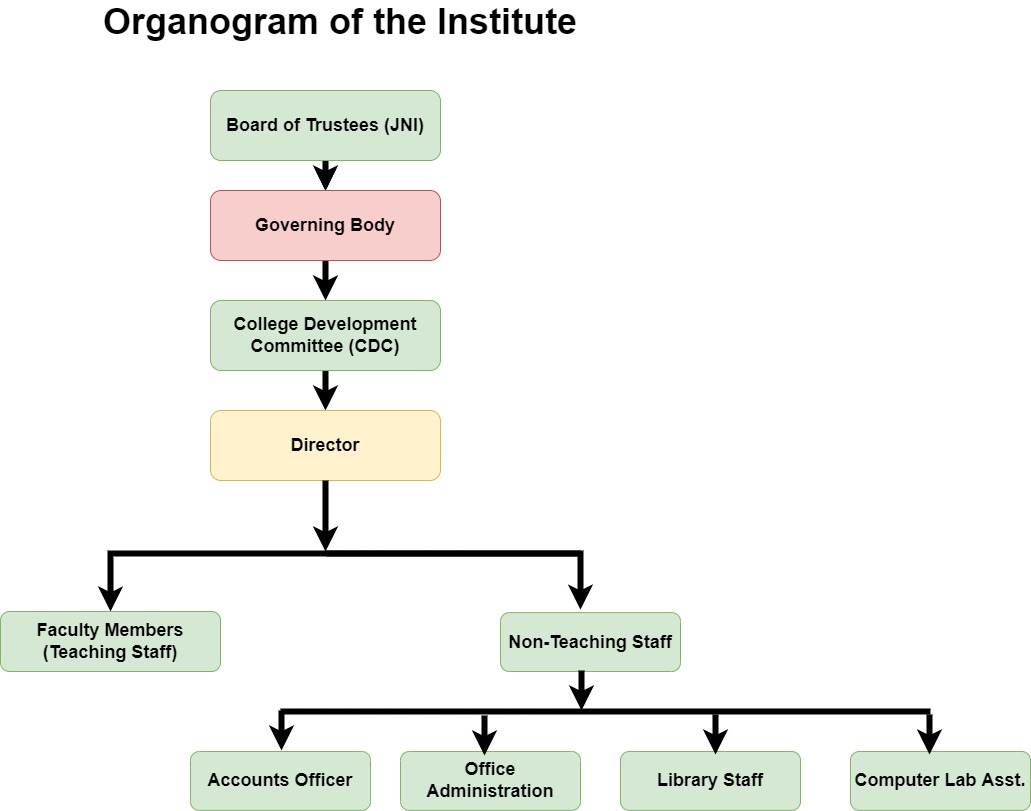 Organogram of the Institute
Board of Trustees (JNI)
Governing Body
College Development
Committee (CDC)
Director
Faculty Members
(Teaching Staff)
Non-Teaching Staff
Accounts Officer
Office
Administration
Library Staff
Computer Lab Asst.